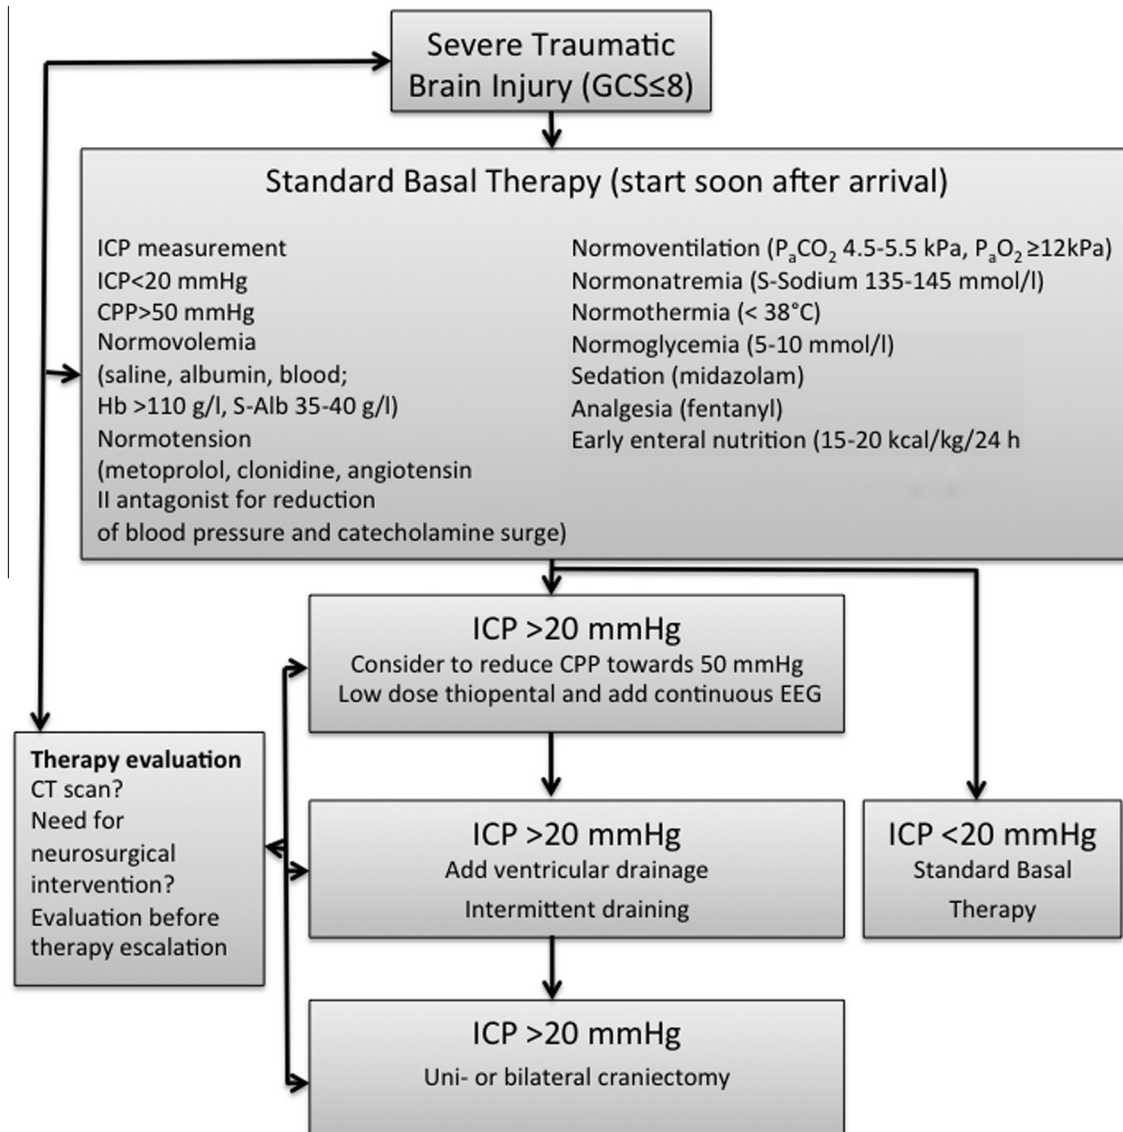 Severe Traumatic
Brain Injury (GCS≤8)
Standard Basal Therapy (start soon after arrival)
ICP measurement
ICP<20 mmHg
CPP>50 mmHg
Normovolemia
(saline, albumin, blood;
Hb >110 g/l, S-Alb 35-40 g/l)
Normotension
(metoprolol, clonidine, angiotensin
II antagonist for reduction
of blood pressure and catecholamine surge)
Normoventilation (PaCO2 4.5-5.5 kPa, PaO2 ≥12kPa)
Normonatremia (S-Sodium 135-145 mmol/l)
Normothermia (< 38°C)
Normoglycemia (5-10 mmol/l)
Sedation (midazolam)
Analgesia (fentanyl)
Early enteral nutrition (15-20 kcal/kg/24 h
ICP >20 mmHg
Consider to reduce CPP towards 50 mmHg
Low dose thiopental and add continuous EEG
Therapy evaluation
CT scan?
Need for
neurosurgical
intervention?
Evaluation before
therapy escalation
ICP >20 mmHg
Add ventricular drainage
Intermittent draining
ICP <20 mmHg
Standard Basal
Therapy
ICP >20 mmHg
Uni- or bilateral craniectomy